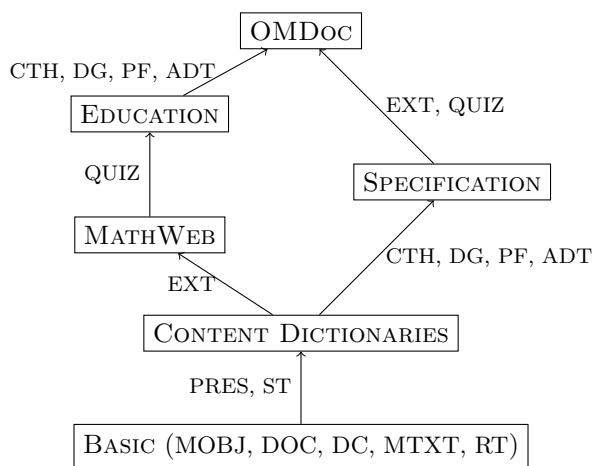 OMDOC
CTH, DG, PF, ADT
EXT, QUIZ
EDUCATION
QUIZ
SPECIFICATION
MATHWEB
CTH, DG, PF, ADT
EXT
CONTENT DICTIONARIES
PRES, ST
BASIC (MOBJ, DOC, DC, MTXT, RT)